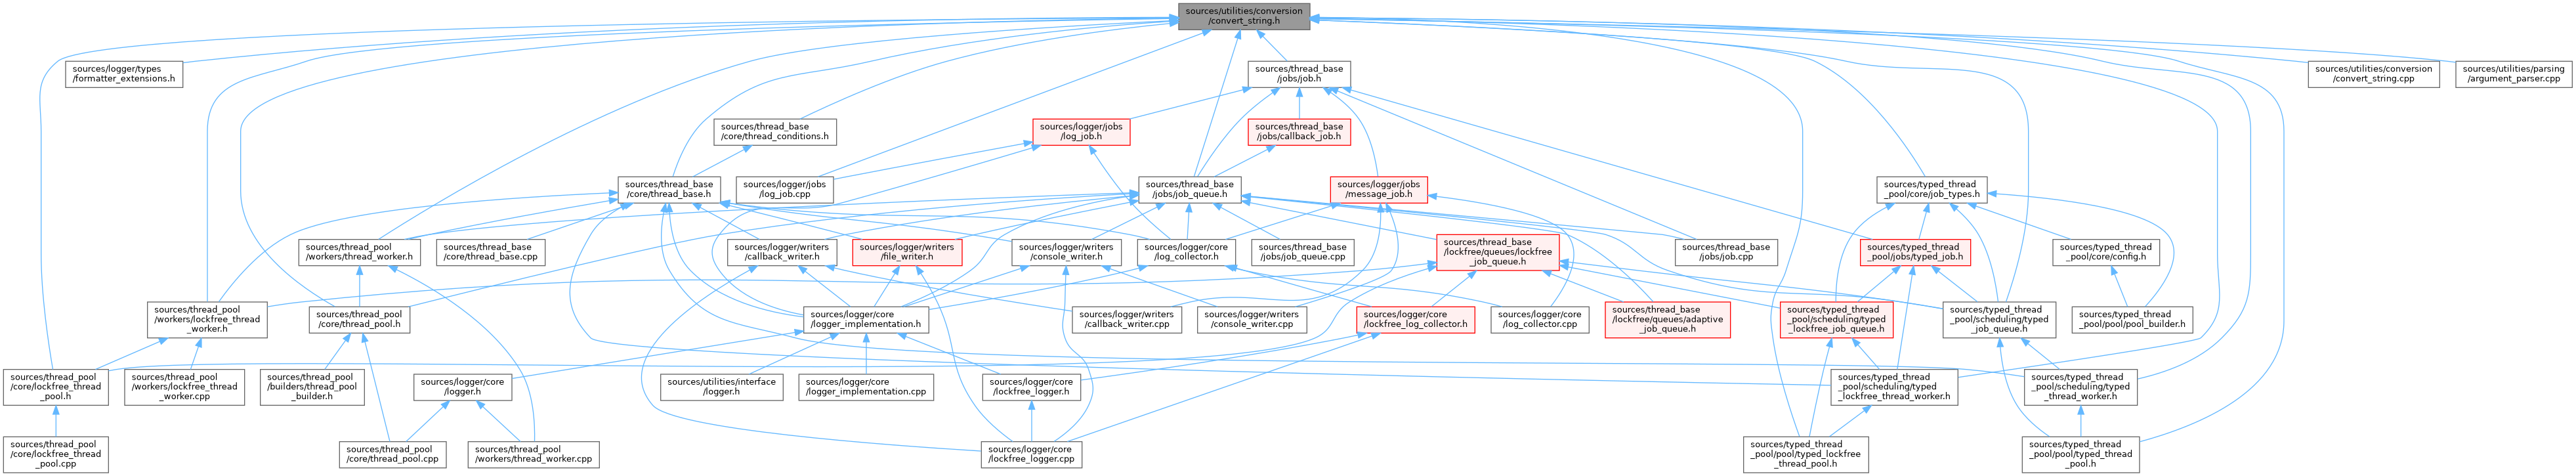 sources/utilities/conversion
/convert_string.h
sources/logger/types
/formatter_extensions.h
sources/thread_base
/jobs/job.h
sources/utilities/conversion
/convert_string.cpp
sources/utilities/parsing
/argument_parser.cpp
sources/thread_base
/core/thread_conditions.h
sources/logger/jobs
/log_job.h
sources/thread_base
/jobs/callback_job.h
sources/thread_base
/core/thread_base.h
sources/logger/jobs
/log_job.cpp
sources/thread_base
/jobs/job_queue.h
sources/logger/jobs
/message_job.h
sources/typed_thread
_pool/core/job_types.h
sources/thread_pool
/workers/thread_worker.h
sources/thread_base
/core/thread_base.cpp
sources/logger/writers
/callback_writer.h
sources/logger/writers
/file_writer.h
sources/logger/writers
/console_writer.h
sources/logger/core
/log_collector.h
sources/thread_base
/jobs/job_queue.cpp
sources/thread_base
/lockfree/queues/lockfree
_job_queue.h
sources/thread_base
/jobs/job.cpp
sources/typed_thread
_pool/jobs/typed_job.h
sources/typed_thread
_pool/core/config.h
sources/thread_pool
/workers/lockfree_thread
_worker.h
sources/thread_pool
/core/thread_pool.h
sources/logger/core
/logger_implementation.h
sources/logger/writers
/callback_writer.cpp
sources/logger/writers
/console_writer.cpp
sources/logger/core
/lockfree_log_collector.h
sources/logger/core
/log_collector.cpp
sources/thread_base
/lockfree/queues/adaptive
_job_queue.h
sources/typed_thread
_pool/scheduling/typed
_lockfree_job_queue.h
sources/typed_thread
_pool/scheduling/typed
_job_queue.h
sources/typed_thread
_pool/pool/pool_builder.h
sources/thread_pool
/core/lockfree_thread
_pool.h
sources/thread_pool
/workers/lockfree_thread
_worker.cpp
sources/thread_pool
/builders/thread_pool
_builder.h
sources/logger/core
/logger.h
sources/utilities/interface
/logger.h
sources/logger/core
/logger_implementation.cpp
sources/logger/core
/lockfree_logger.h
sources/typed_thread
_pool/scheduling/typed
_lockfree_thread_worker.h
sources/typed_thread
_pool/scheduling/typed
_thread_worker.h
sources/thread_pool
/core/lockfree_thread
_pool.cpp
sources/thread_pool
/core/thread_pool.cpp
sources/thread_pool
/workers/thread_worker.cpp
sources/logger/core
/lockfree_logger.cpp
sources/typed_thread
_pool/pool/typed_lockfree
_thread_pool.h
sources/typed_thread
_pool/pool/typed_thread
_pool.h